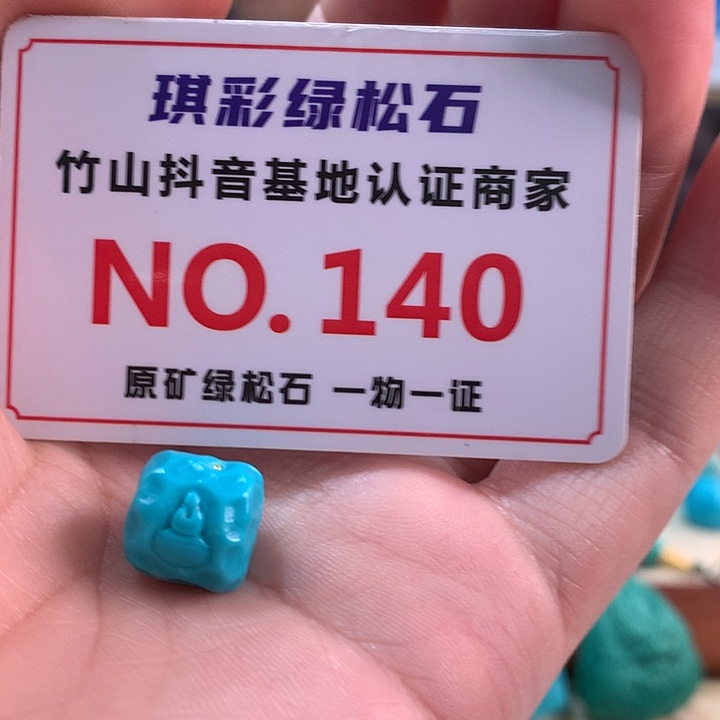 琪彩绿松石
竹山抖音基地认证商家
NO.140
原矿绿松石 一物一证